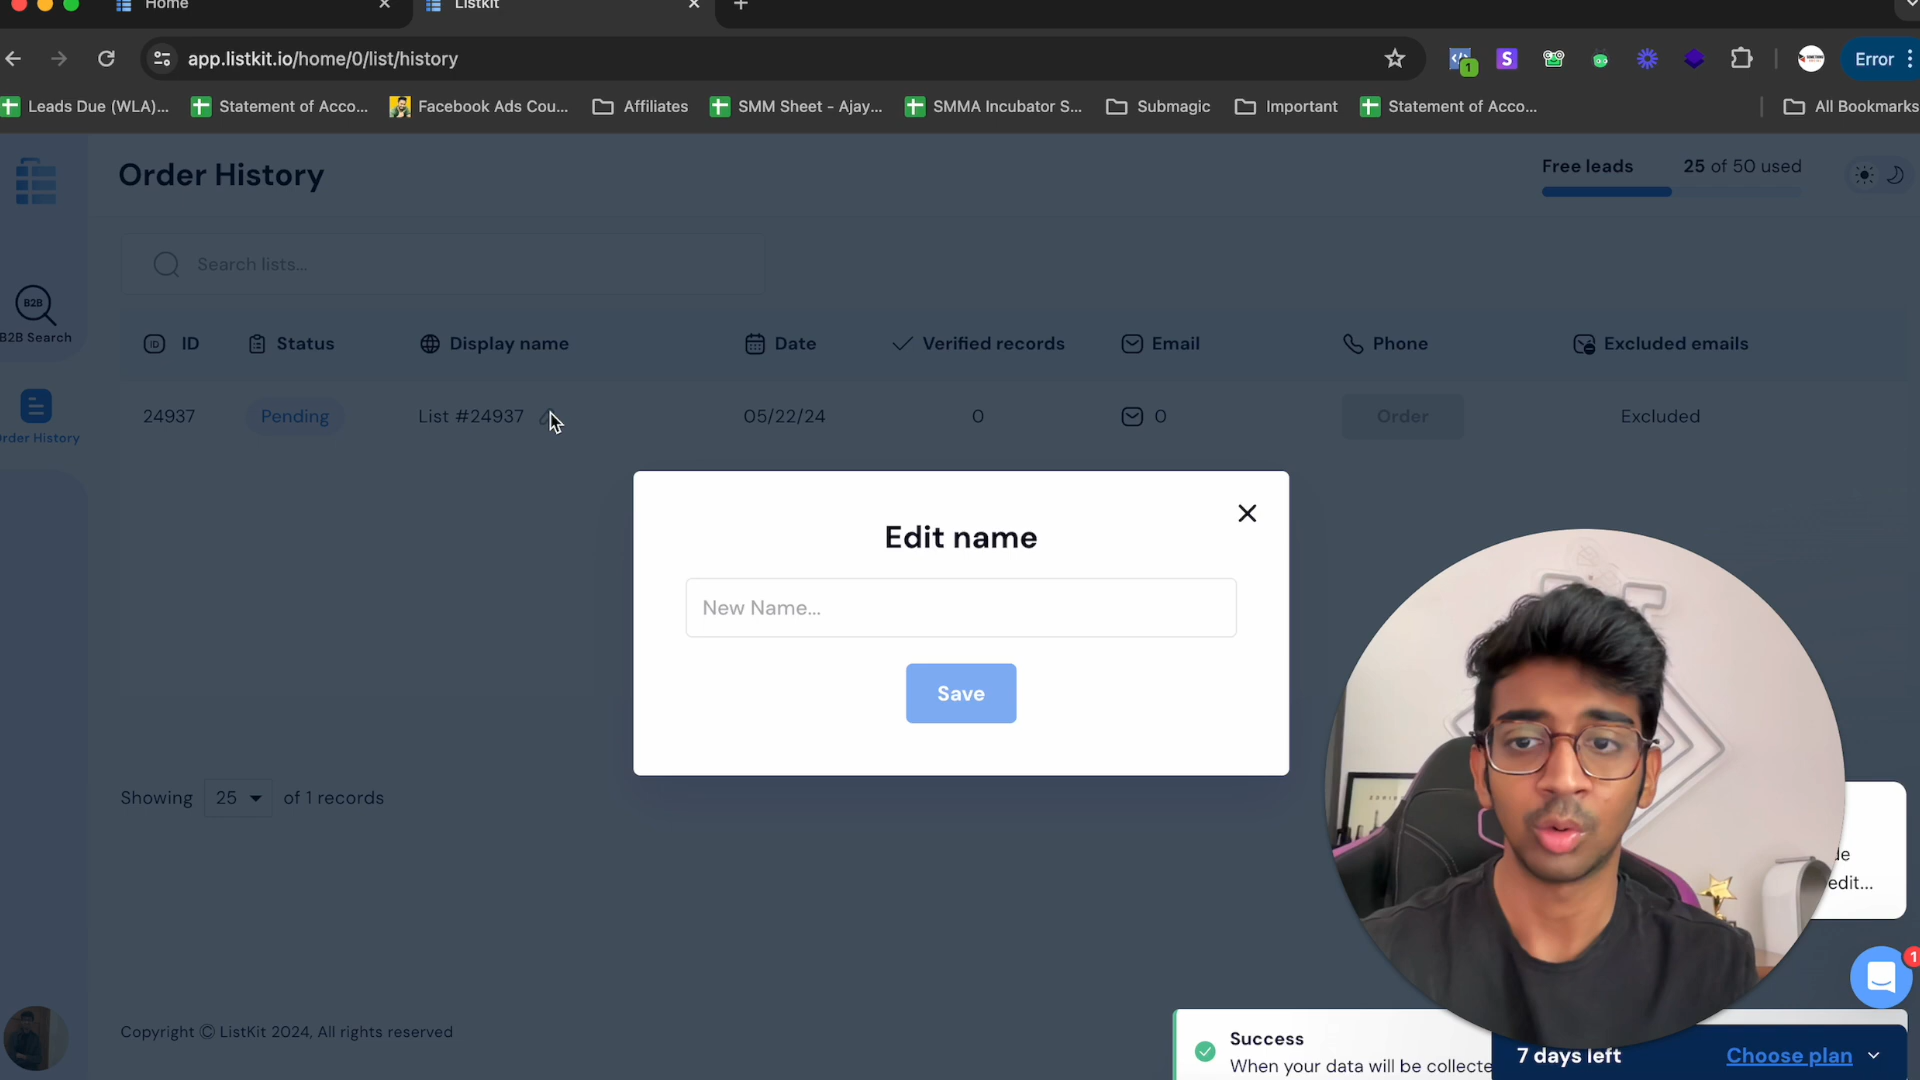 Home
Listkit
app.listkit.io/home/0/list/history
1
S
Error
Leads Due (WLA)...
Statement of Acco...
Facebook Ads Cou...
Affiliates
SMM Sheet - Ajay...
SMMA Incubator S...
Submagic
Important
Statement of Acco...
All Bookmarks
Order History
Free leads
25 of 50 used
Search lists...
B2B
B2B Search
Order History
ID
ID
Status
Display name
Date
Verified records
Email
Phone
Excluded emails
24937
Pending
List #24937
05/22/24
0
0
Order
Excluded
Edit name
New Name...
Save
Showing
25
of 1 records
edit...
1
Copyright © ListKit 2024, All rights reserved
Success
When your data will be collecte
7 days left
Choose plan